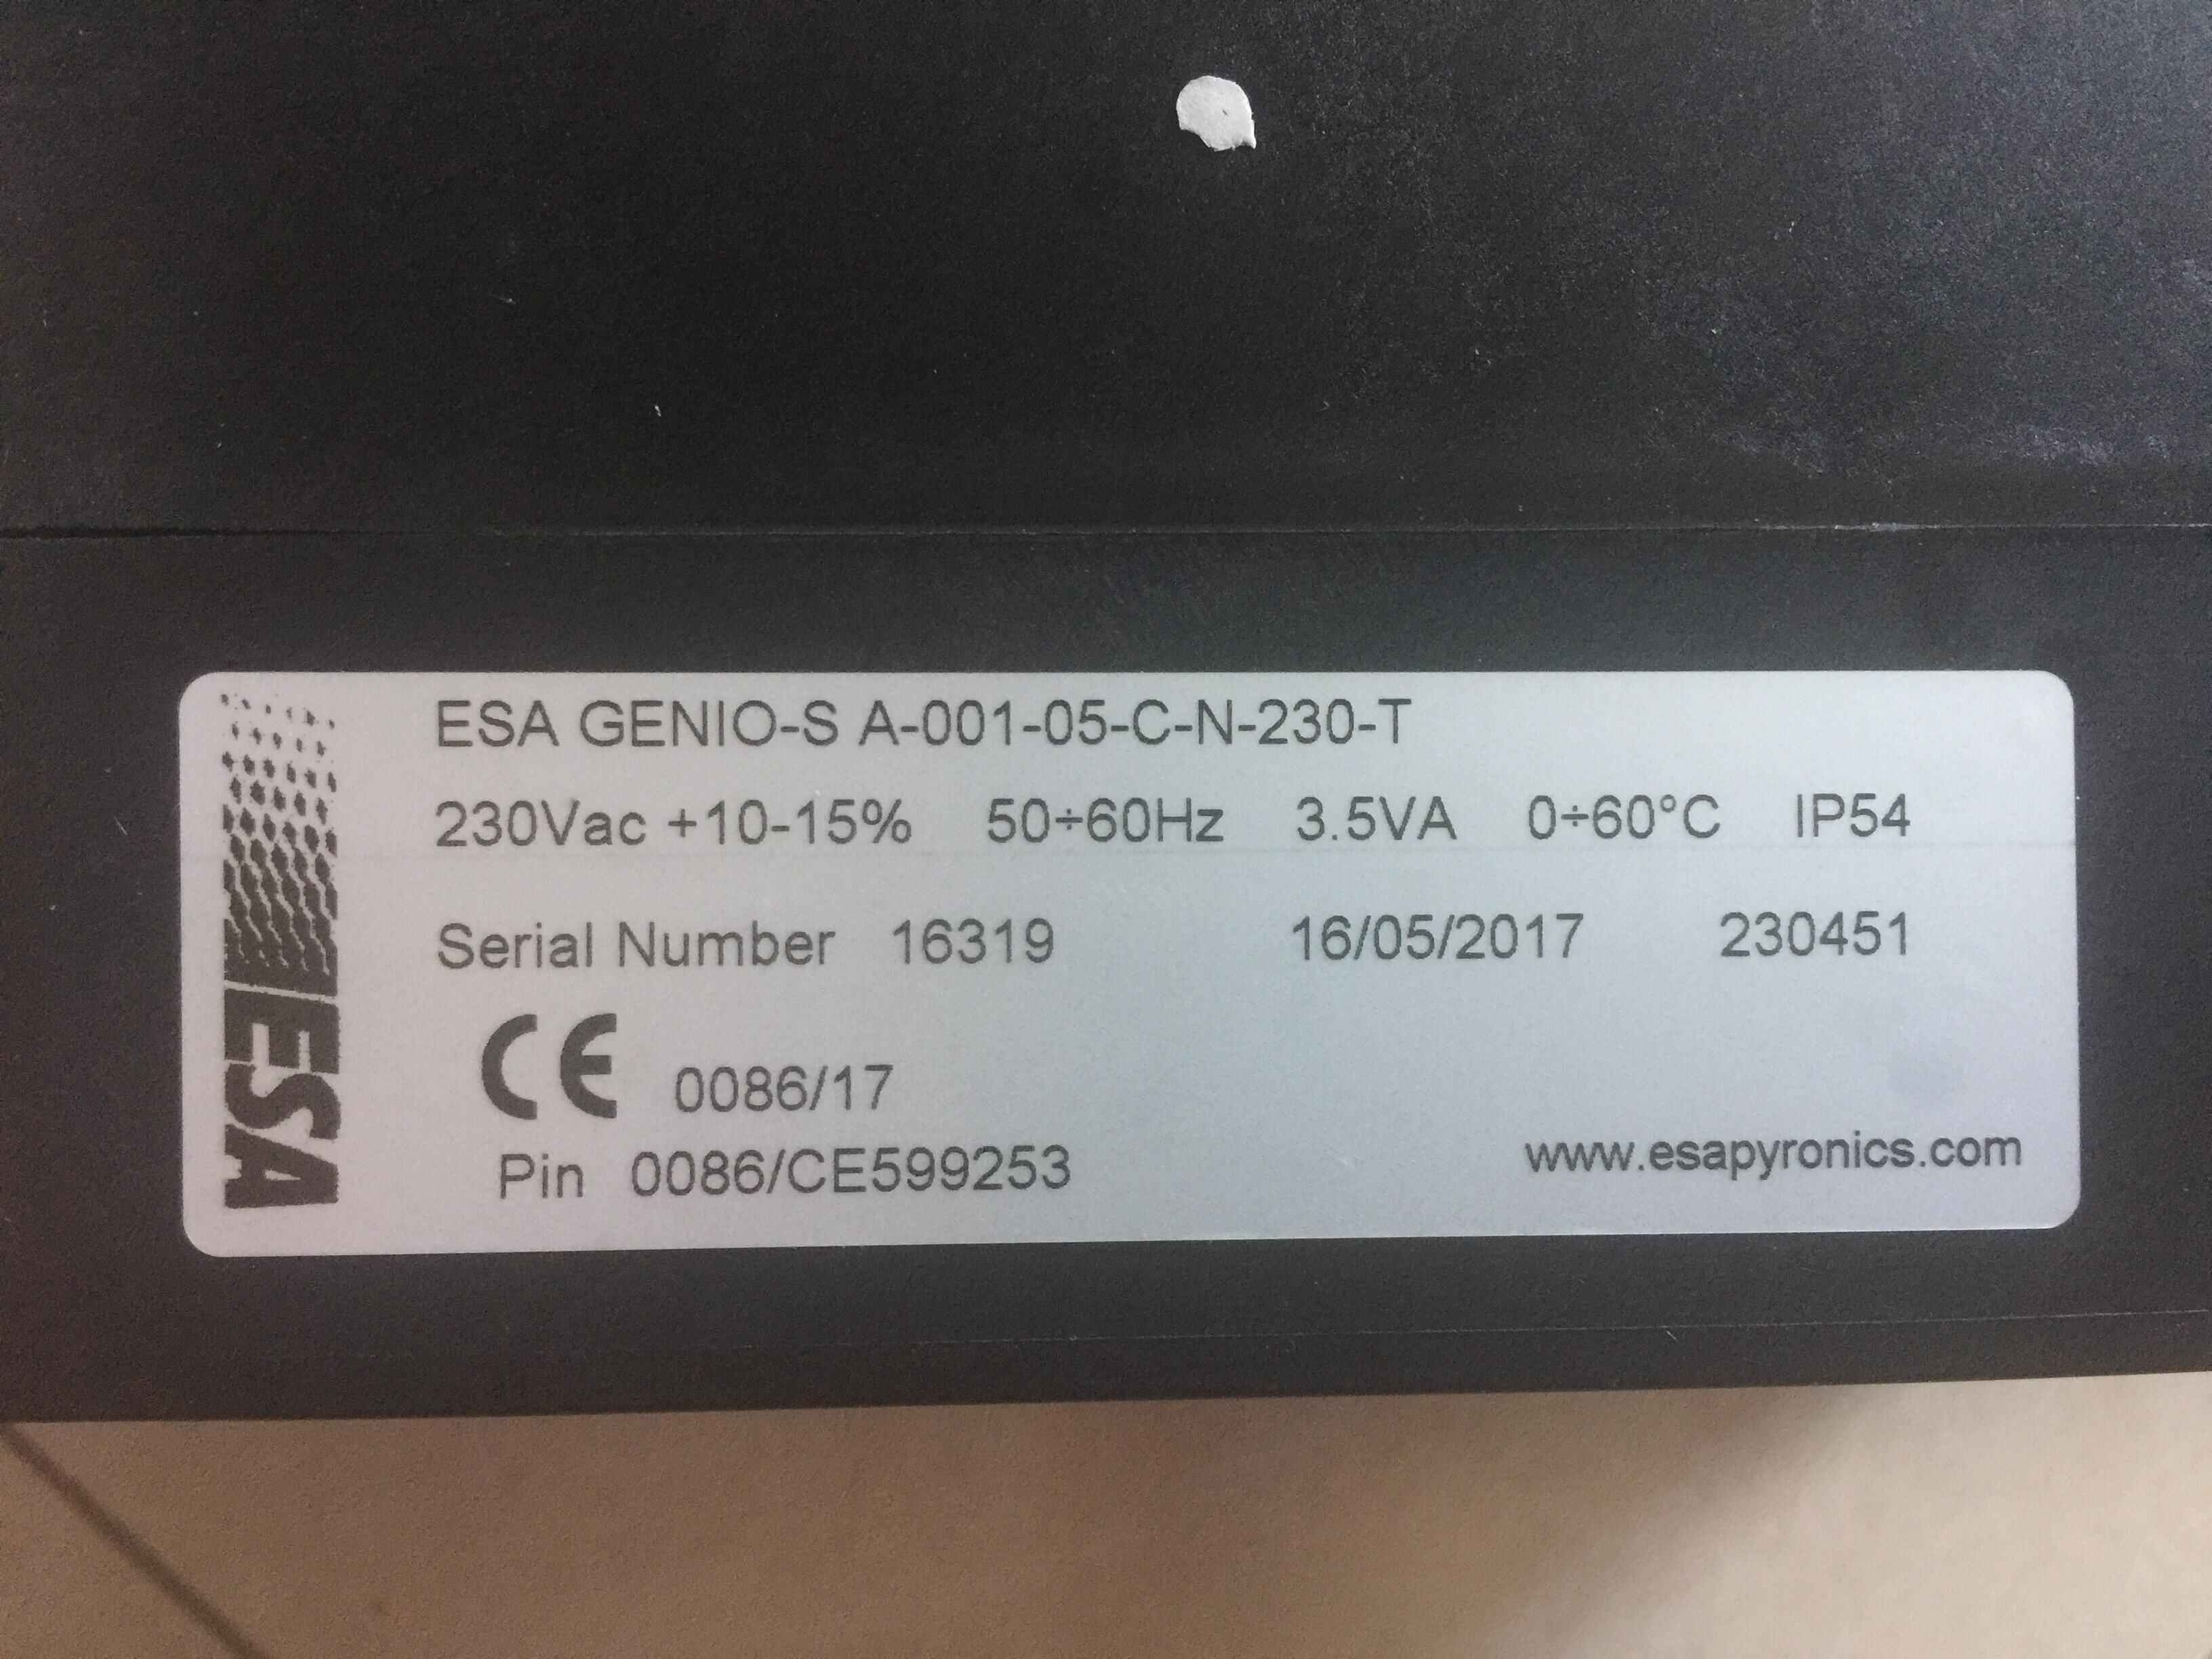 ESA GENIO-S A-001-05-C-N-230-T
230Vac +10-15% 50÷60Hz 3.5VA 0÷60°C IP54
Serial Number 16319 16/05/2017 230451
CE 0086/17
Pin 0086/CE599253
www.esapyronics.com
ESA